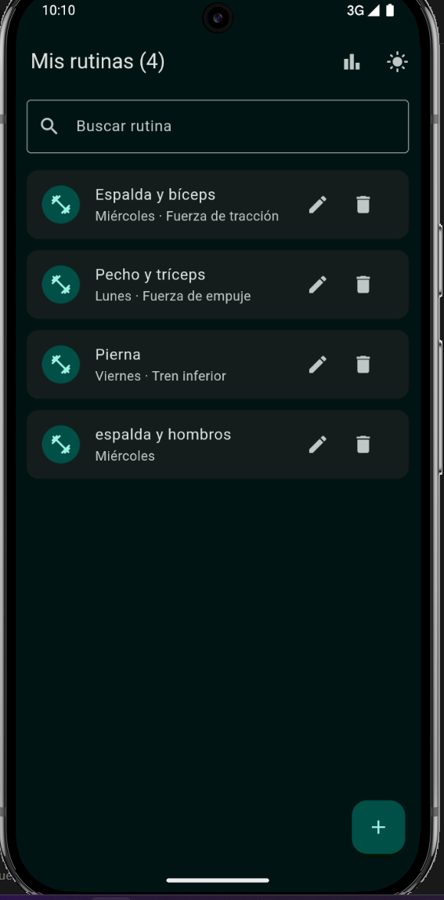 10:10
3G
Mis rutinas (4)
Buscar rutina
Espalda y bíceps
Miércoles · Fuerza de tracción
Pecho y tríceps
Lunes · Fuerza de empuje
Pierna
Viernes · Tren inferior
espalda y hombros
Miércoles
+